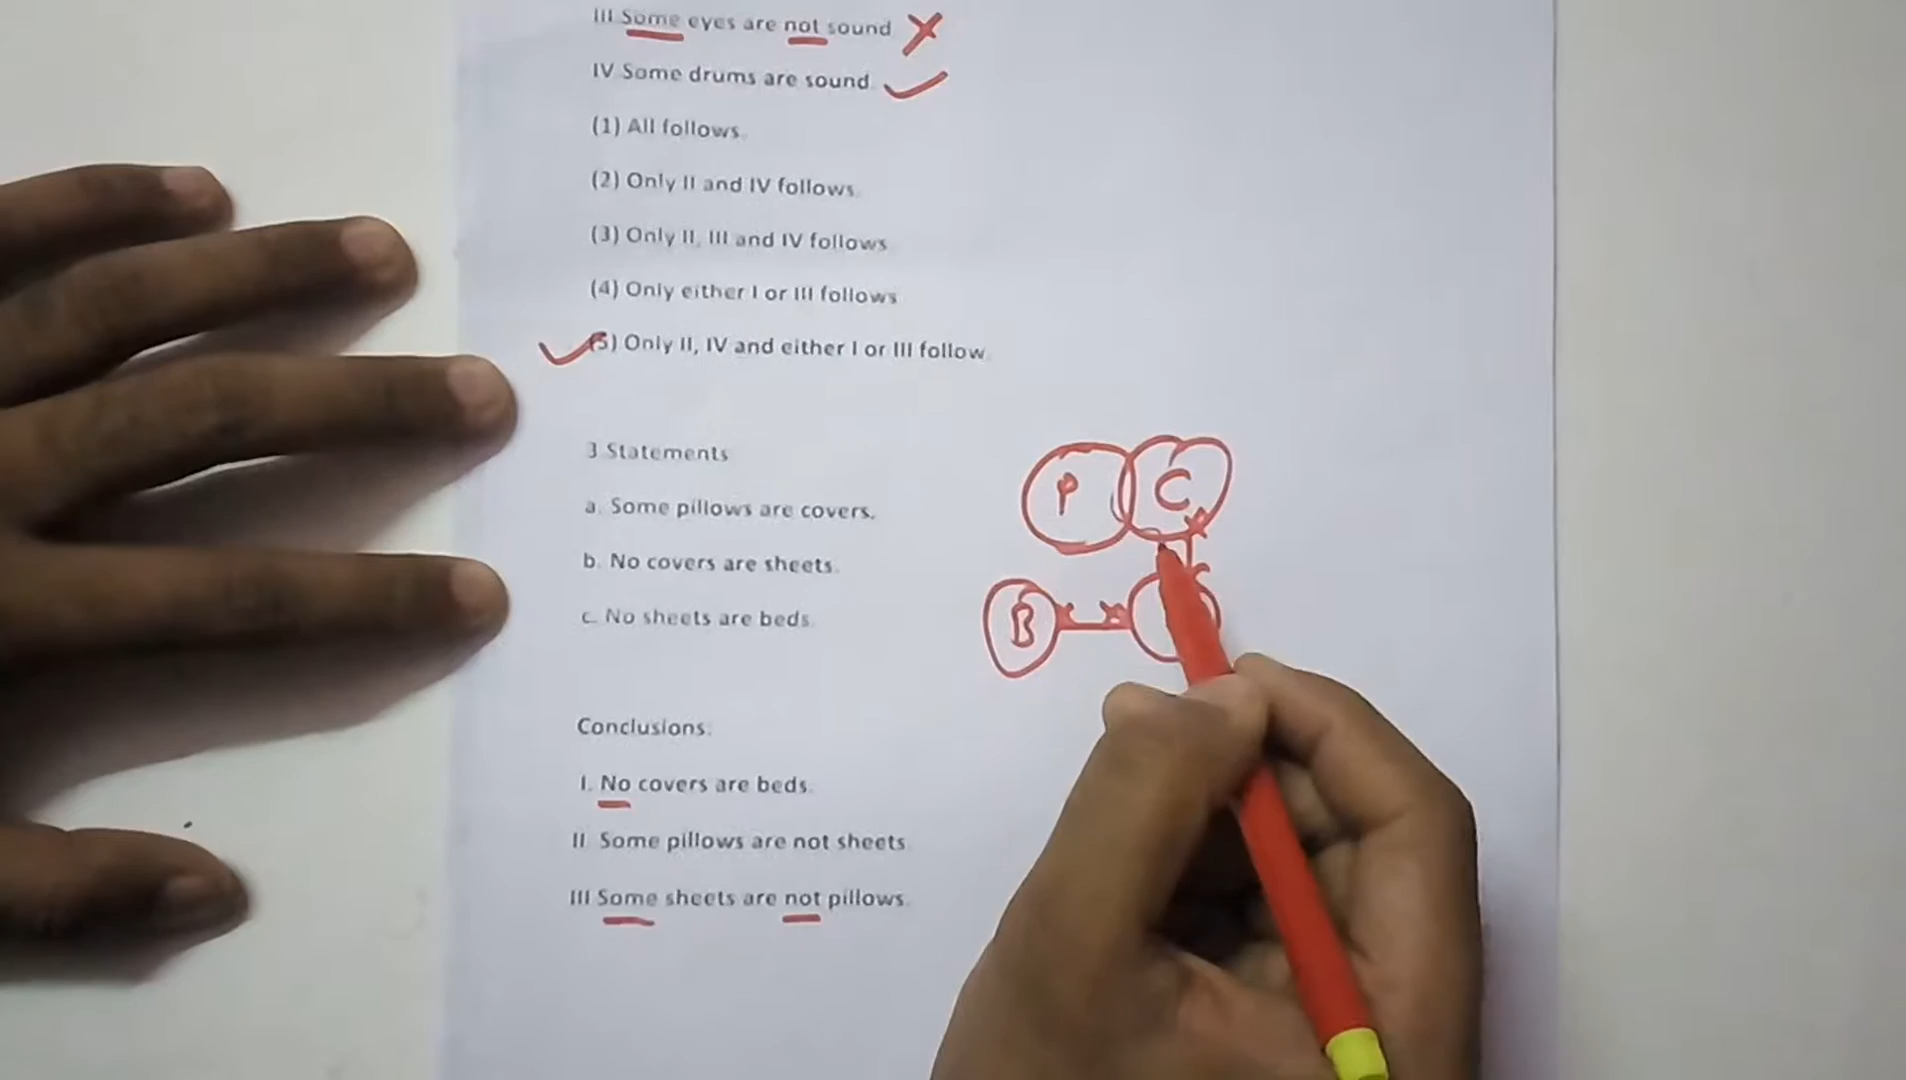 III Some eyes are not sound
IV Some drums are sound.
(1) All follows.
(2) Only II and IV follows.
(3) Only II, III and IV follows
(4) Only either I or III follows
(5) Only II, IV and either I or III follow.
3 Statements
P C
a. Some pillows are covers.
b. No covers are sheets.
c. No sheets are beds.
B
Conclusions:
I. No covers are beds.
II. Some pillows are not sheets
III Some sheets are not pillows.